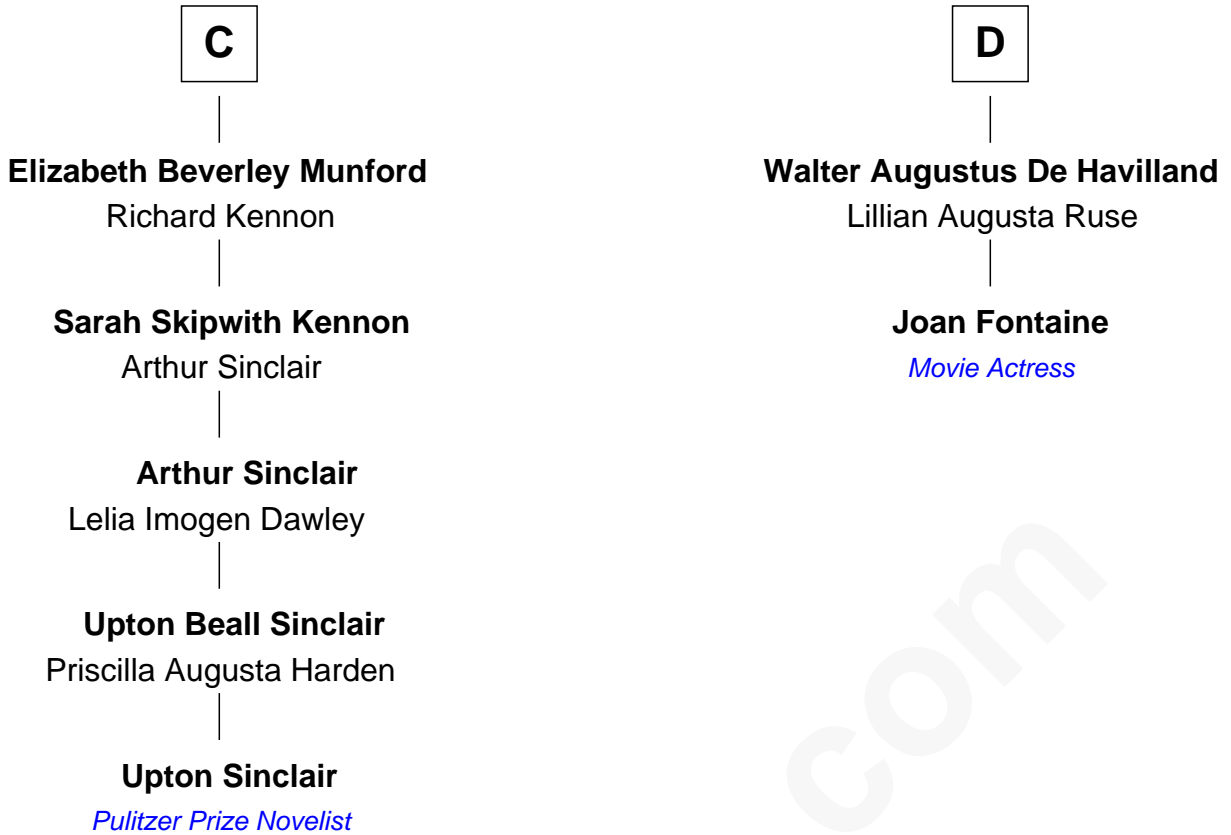 C
Elizabeth Beverley Munford
Richard Kennon
Sarah Skipwith Kennon
Arthur Sinclair
Arthur Sinclair
Lelia Imogen Dawley
Upton Beall Sinclair
Priscilla Augusta Harden
Upton Sinclair
Pulitzer Prize Novelist
D
Walter Augustus De Havilland
Lillian Augusta Ruse
Joan Fontaine
Movie Actress
com